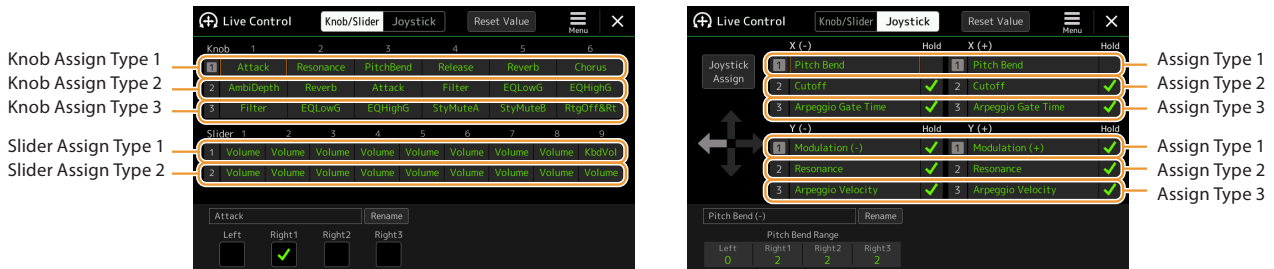 Live Control Knob/Slider Joystick Reset Value Menu
Knob 1 2 3 4 5 6
Knob Assign Type 1 1 Attack Resonance PitchBend Release Reverb Chorus
Knob Assign Type 2 2 AmbiDepth Reverb Attack Filter EQLowG EQHighG
Knob Assign Type 3 3 Filter EQLowG EQHighG StyMuteA StyMuteB RtgOff&Rt
Slider 1 2 3 4 5 6 7 8 9
Slider Assign Type 1 1 Volume Volume Volume Volume Volume Volume Volume Volume KbdVol
Slider Assign Type 2 2 Volume Volume Volume Volume Volume Volume Volume Volume Volume
Attack Rename
Left Right1 Right2 Right3
Live Control Knob/Slider Joystick Reset Value Menu
X (-) Hold X (+) Hold
Joystick Assign
1 Pitch Bend 1 Pitch Bend Assign Type 1
2 Cutoff 2 Cutoff Assign Type 2
3 Arpeggio Gate Time 3 Arpeggio Gate Time Assign Type 3
Y (-) Hold Y (+) Hold
1 Modulation (-) 1 Modulation (+) Assign Type 1
2 Resonance 2 Resonance Assign Type 2
3 Arpeggio Velocity 3 Arpeggio Velocity Assign Type 3
Pitch Bend (-) Rename
Pitch Bend Range
Left Right1 Right2 Right3
0 2 2 2